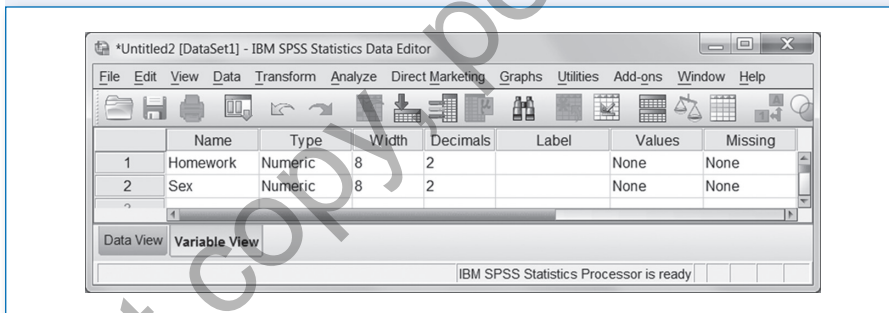 *Untitled2 [DataSet1] - IBM SPSS Statistics Data Editor
File Edit View Data Transform Analyze Direct Marketing Graphs Utilities Add-ons Window Help
Name Type Width Decimals Label Values Missing
1 Homework Numeric 8 2 None None
2 Sex Numeric 8 2 None None
Data View Variable View
IBM SPSS Statistics Processor is ready
copy,